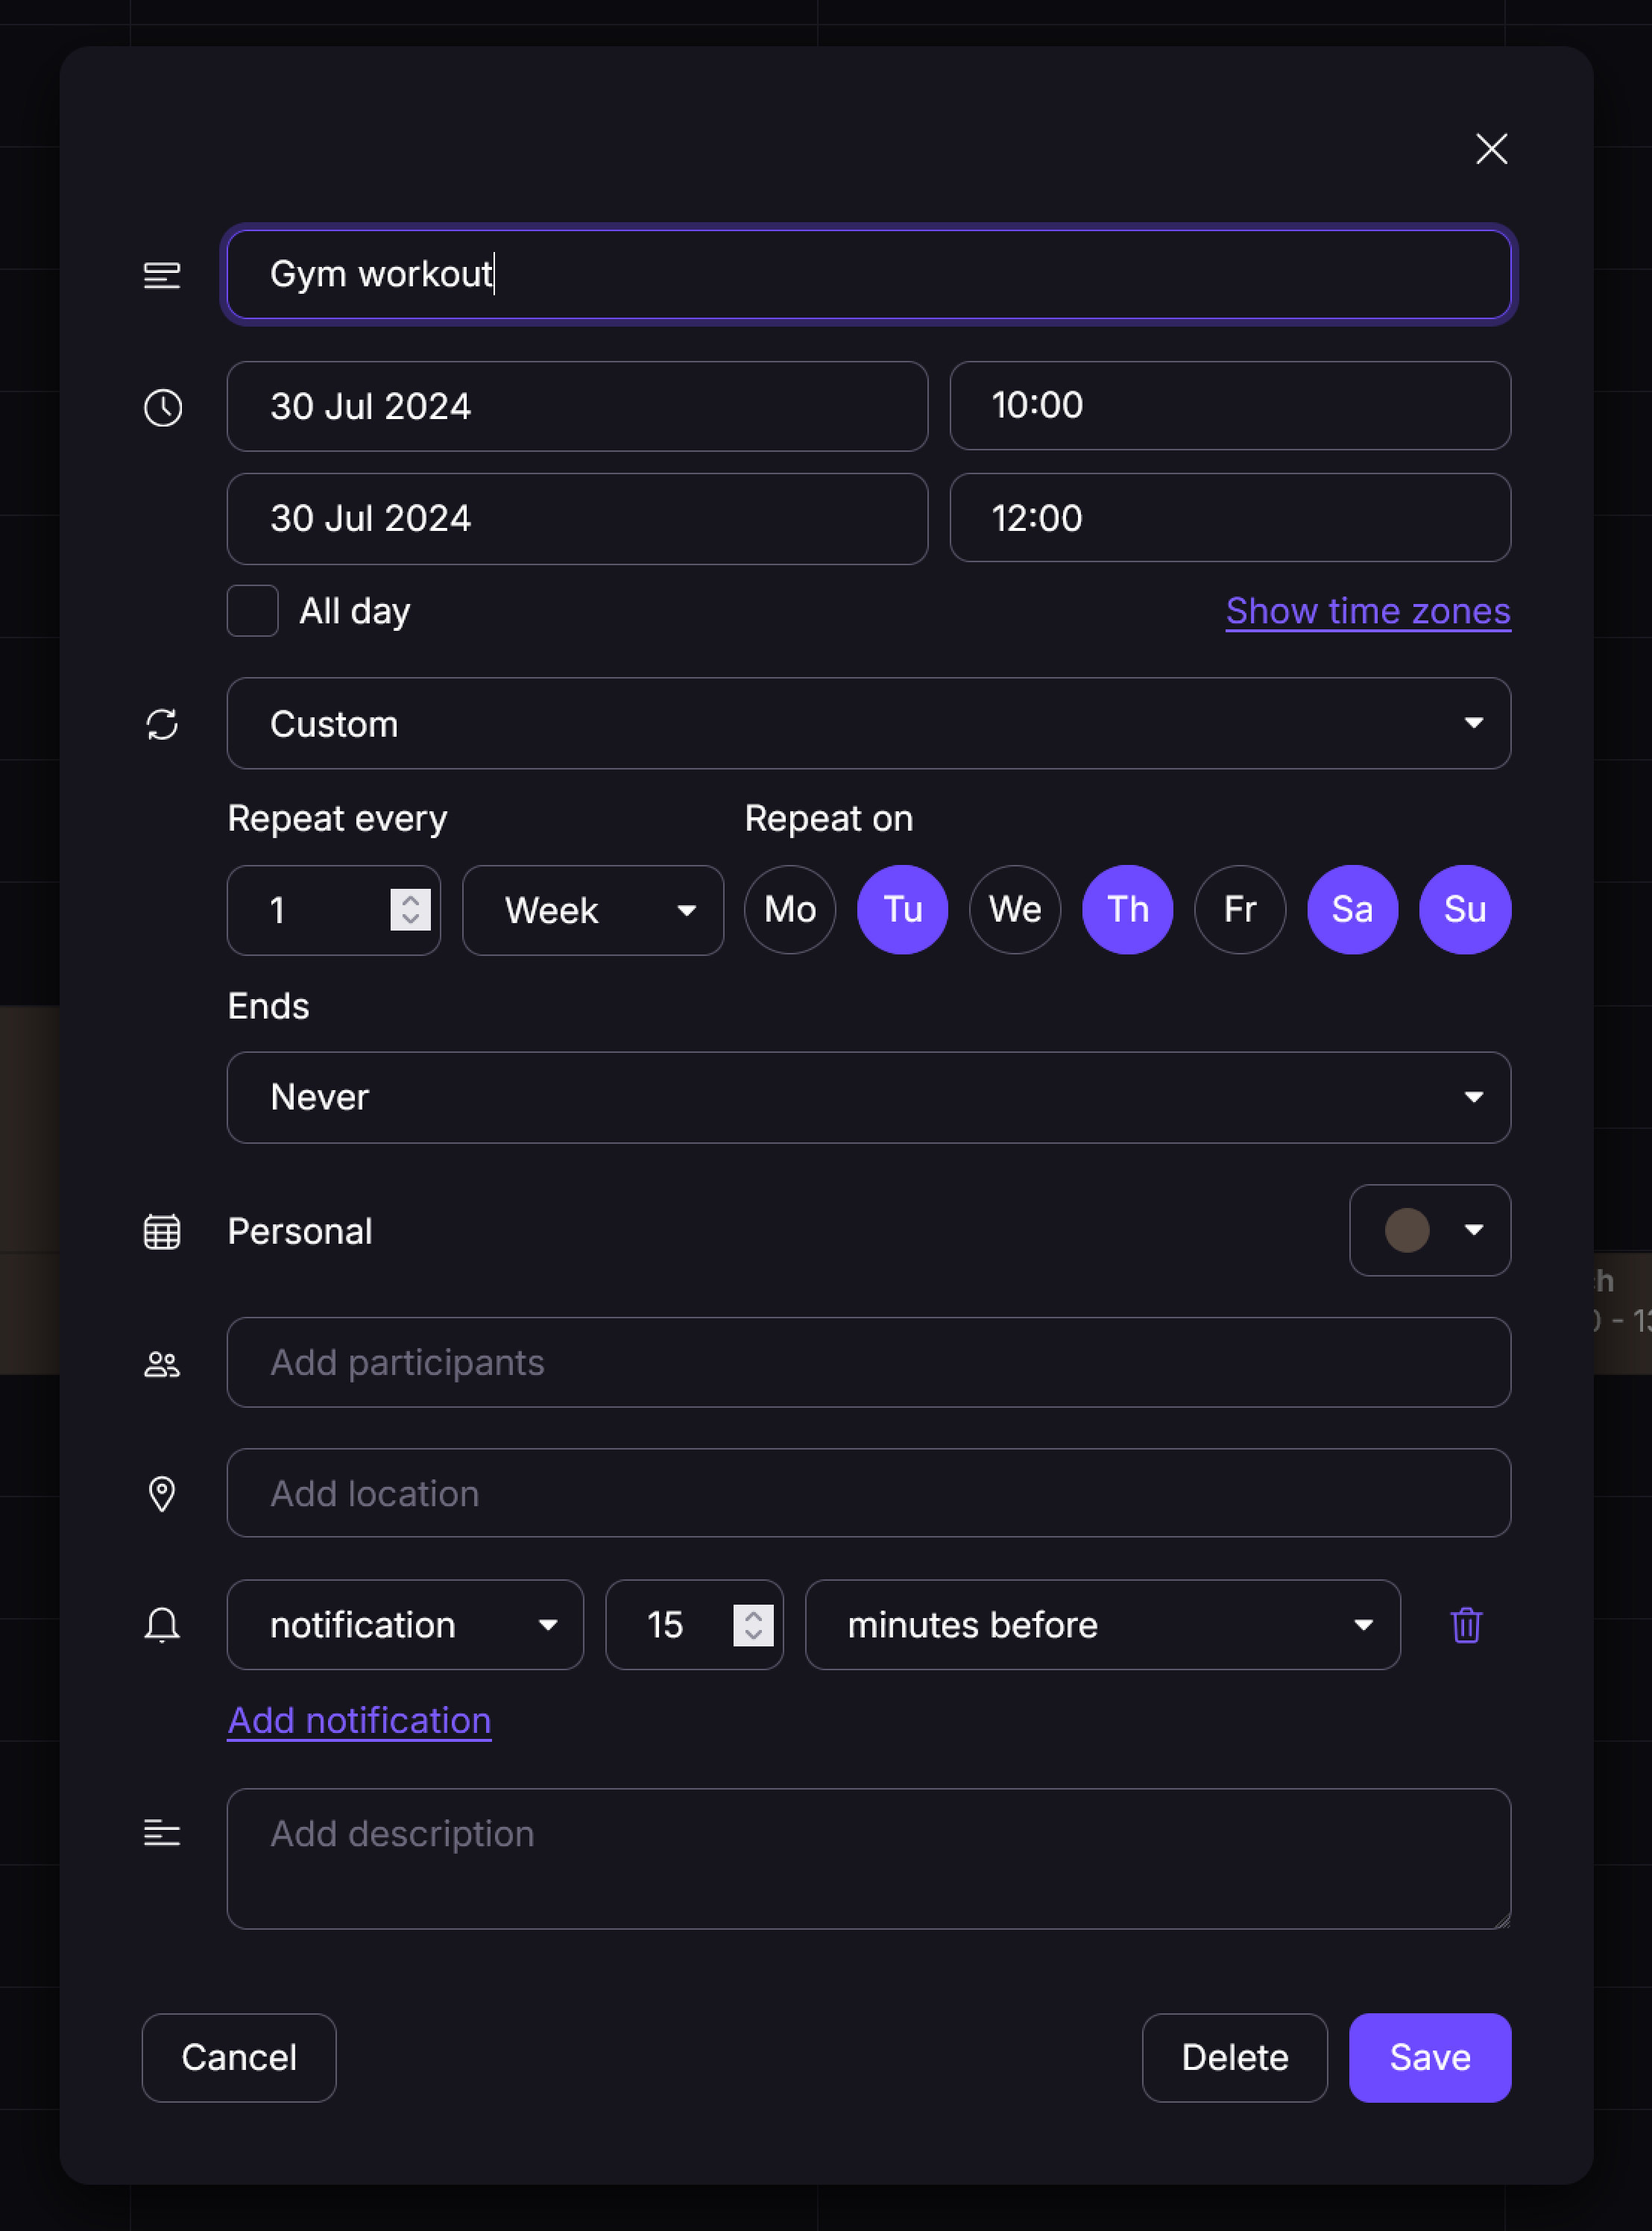 Gym workout
30 Jul 2024 10:00
30 Jul 2024 12:00
All day Show time zones
Custom
Repeat every Repeat on
1 Week Mo Tu We Th Fr Sa Su
Ends
Never
Personal
Add participants
Add location
notification 15 minutes before
Add notification
Add description
Cancel Delete Save